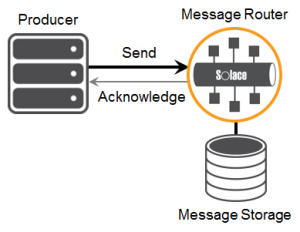 Producer
Message Router
Send
Solace
Acknowledge
Message Storage